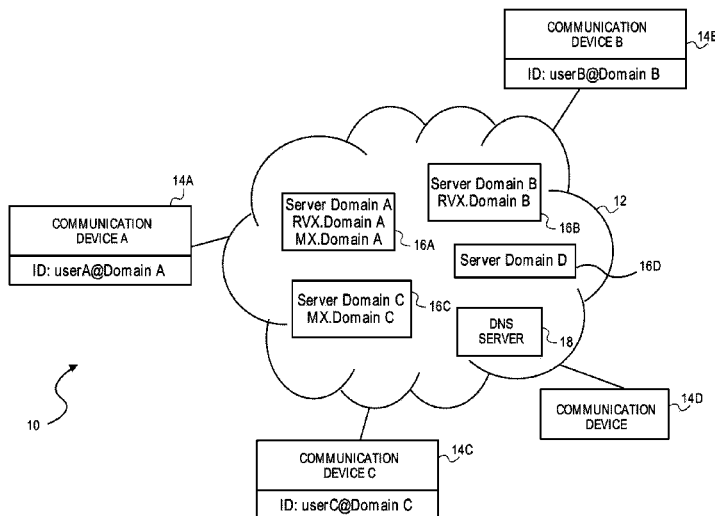 COMMUNICATION
DEVICE B
ID: userB@Domain B
14B
14A
COMMUNICATION
DEVICE A
ID: userA@Domain A
Server Domain A
RVX.Domain A
MX.Domain A
16A
Server Domain B
RVX.Domain B
16B
12
Server Domain D
16D
Server Domain C
MX.Domain C
16C
DNS
SERVER
18
10
COMMUNICATION
DEVICE
14D
COMMUNICATION
DEVICE C
ID: userC@Domain C
14C